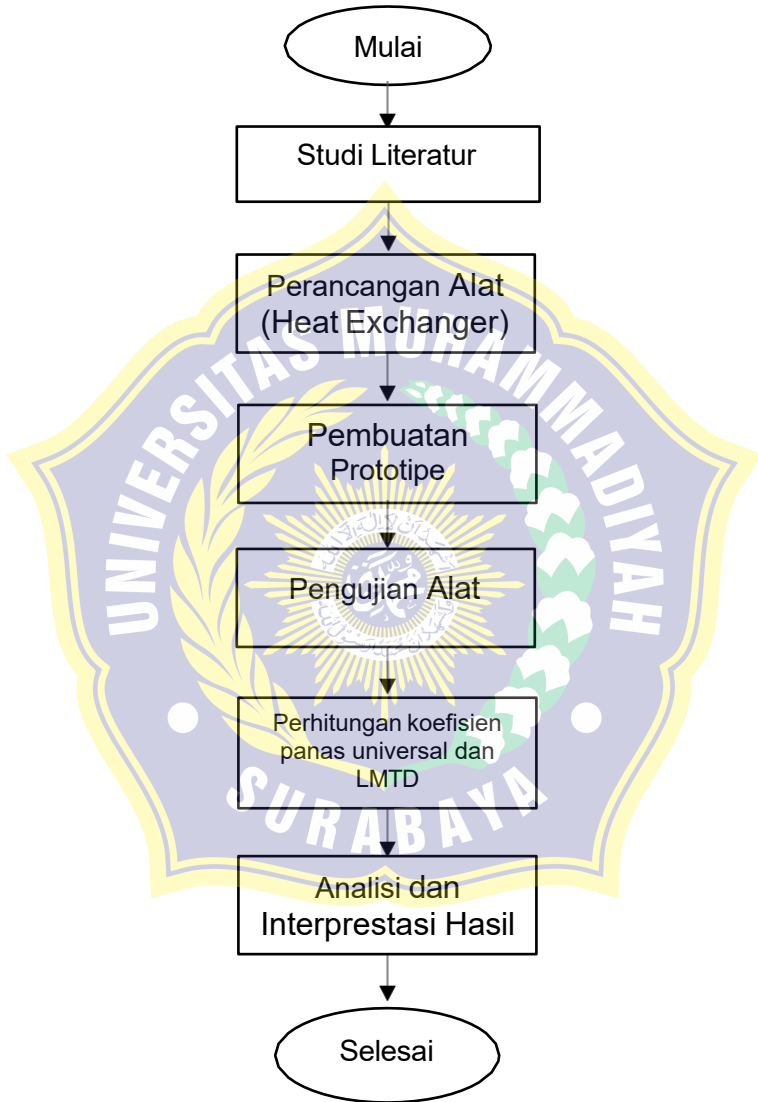 Mulai
Studi Literatur
Perancangan Alat
(Heat Exchanger)
UNIVERSITAS MUHAMMADIYAH
Pembuatan
Prototipe
Pengujian Alat
Perhitungan koefisien
panas universal dan
LMTD
SURABAYA
Analisi dan
Interprestasi Hasil
Selesai